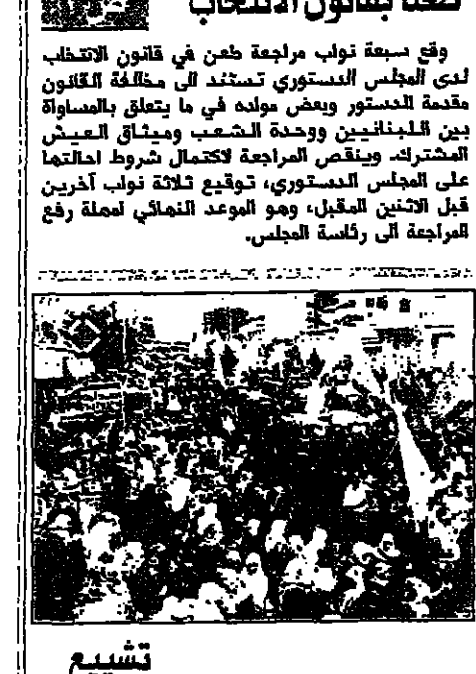 طعنا بقانون الانتخاب
وقع سبعة نواب مراجعة طعن في قانون الانتخاب
لدى المجلس الدستوري تستند الى مخالفة القانون
مقدمة الدستور وبعض مواده في ما يتعلق بالمساواة
بين اللبنانيين ووحدة الشعب وميثاق العيش
المشترك. وينقص المراجعة لاكتمال شروط احالتها
على المجلس الدستوري، توقيع ثلاثة نواب آخرين
قبل الاثنين المقبل، وهو الموعد النهائي لمهلة رفع
المراجعة الى رئاسة المجلس.
تشييع